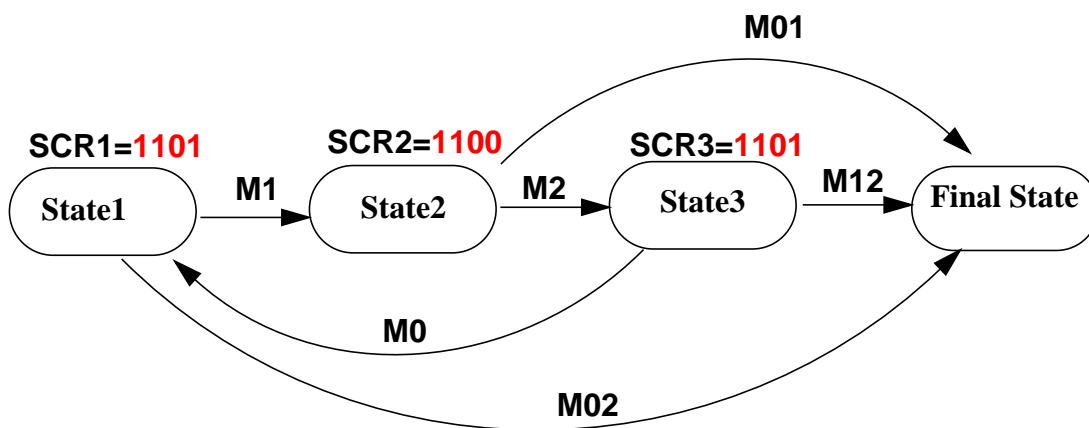 M01
SCR1=1101
SCR2=1100
SCR3=1101
State1
M1
State2
M2
State3
M12
Final State
M0
M02